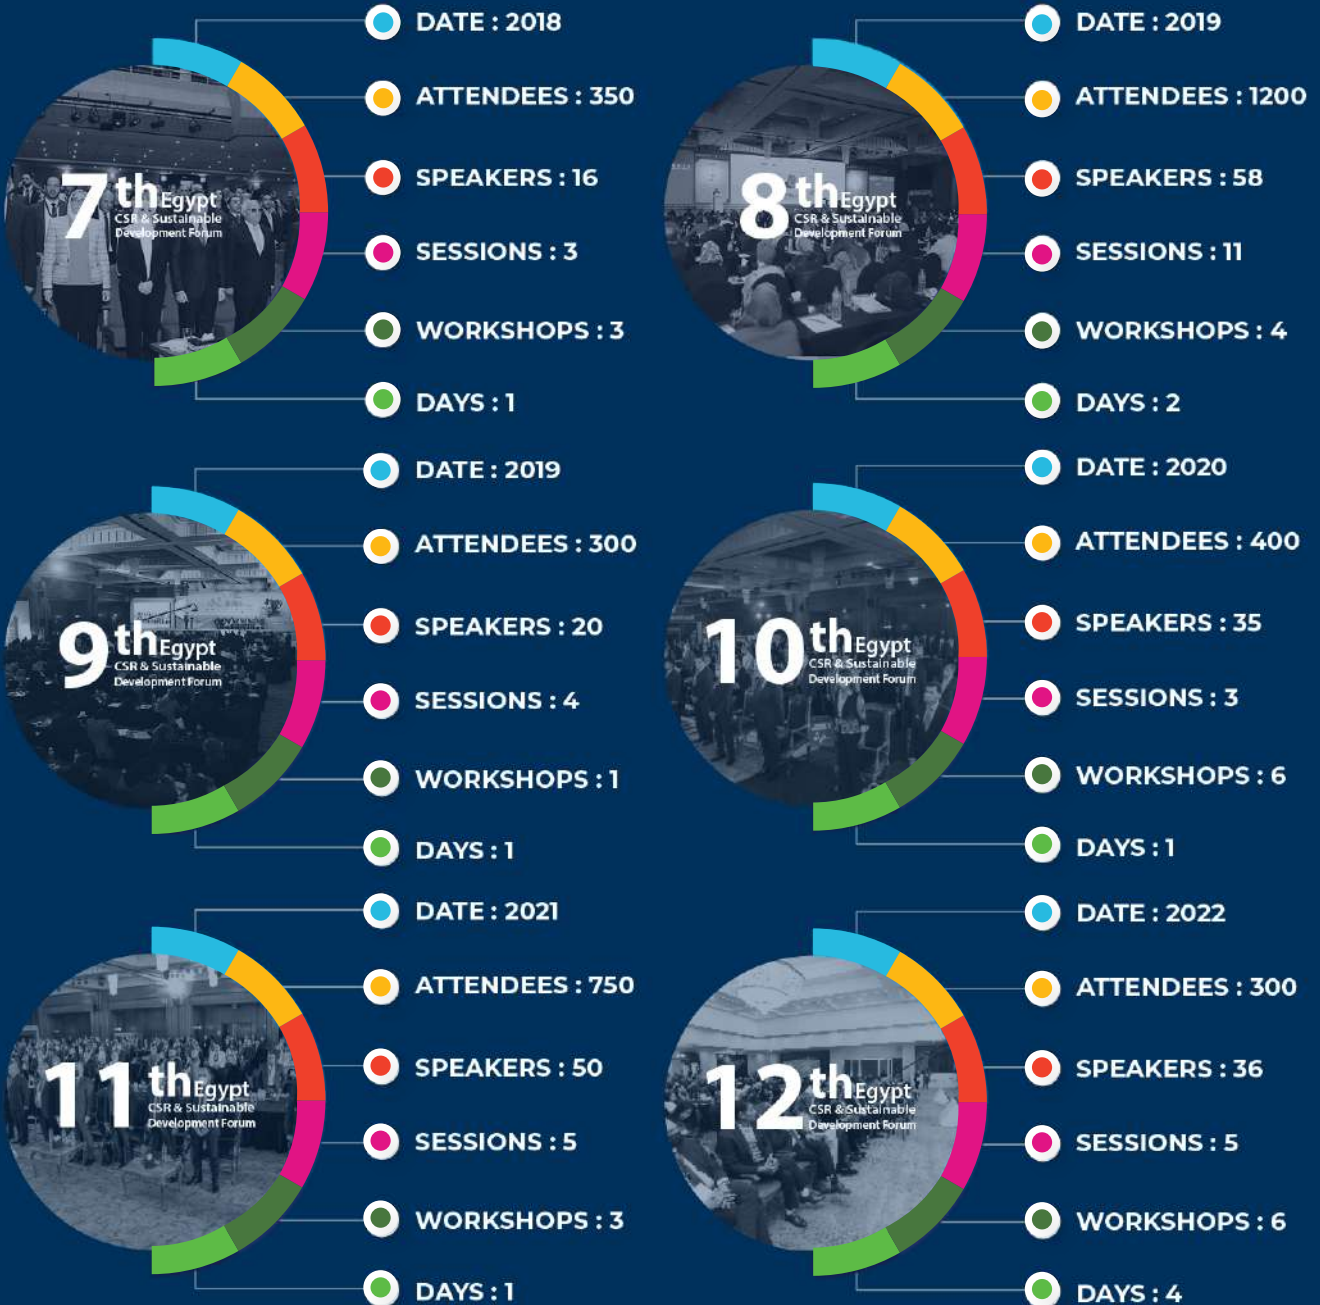 7th Egypt
CSR & Sustainable
Development Forum
DATE : 2018
ATTENDEES : 350
SPEAKERS : 16
SESSIONS : 3
WORKSHOPS : 3
DAYS : 1
8th Egypt
CSR & Sustainable
Development Forum
DATE : 2019
ATTENDEES : 1200
SPEAKERS : 58
SESSIONS : 11
WORKSHOPS : 4
DAYS : 2
9th Egypt
CSR & Sustainable
Development Forum
DATE : 2019
ATTENDEES : 300
SPEAKERS : 20
SESSIONS : 4
WORKSHOPS : 1
DAYS : 1
10th Egypt
CSR & Sustainable
Development Forum
DATE : 2020
ATTENDEES : 400
SPEAKERS : 35
SESSIONS : 3
WORKSHOPS : 6
DAYS : 1
11th Egypt
CSR & Sustainable
Development Forum
DATE : 2021
ATTENDEES : 750
SPEAKERS : 50
SESSIONS : 5
WORKSHOPS : 3
DAYS : 1
12th Egypt
CSR & Sustainable
Development Forum
DATE : 2022
ATTENDEES : 300
SPEAKERS : 36
SESSIONS : 5
WORKSHOPS : 6
DAYS : 4